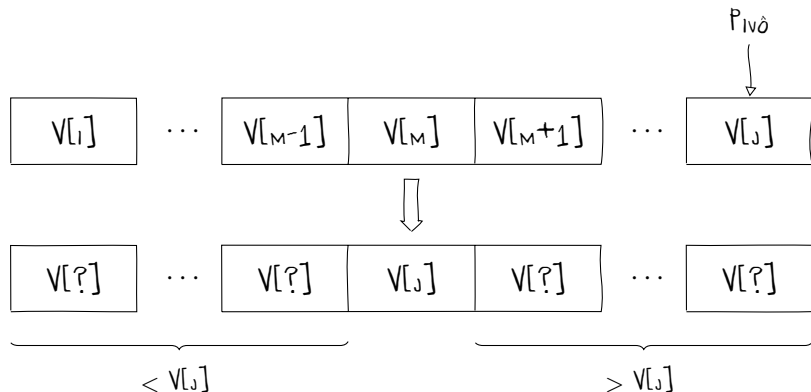 Pivô
V[i] ... V[m-1] V[m] V[m+1] ... V[j]
V[?] ... V[?] V[j] V[?] ... V[?]
< V[j] > V[j]